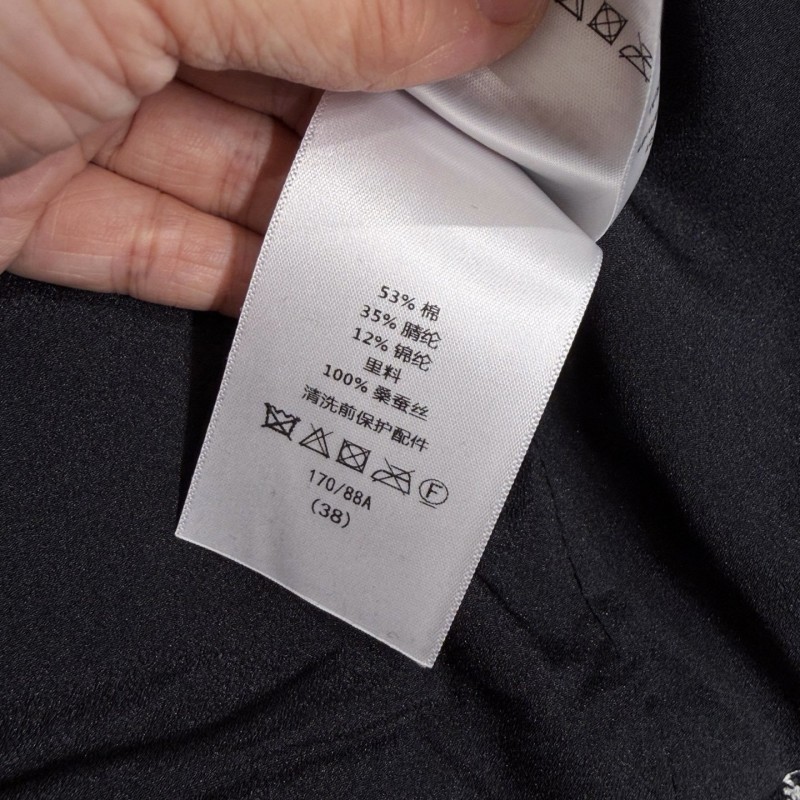 53% 棉
35% 腈纶
12% 锦纶
里料
100% 桑蚕丝
清洗前保护配件
F
170/88A
(38)